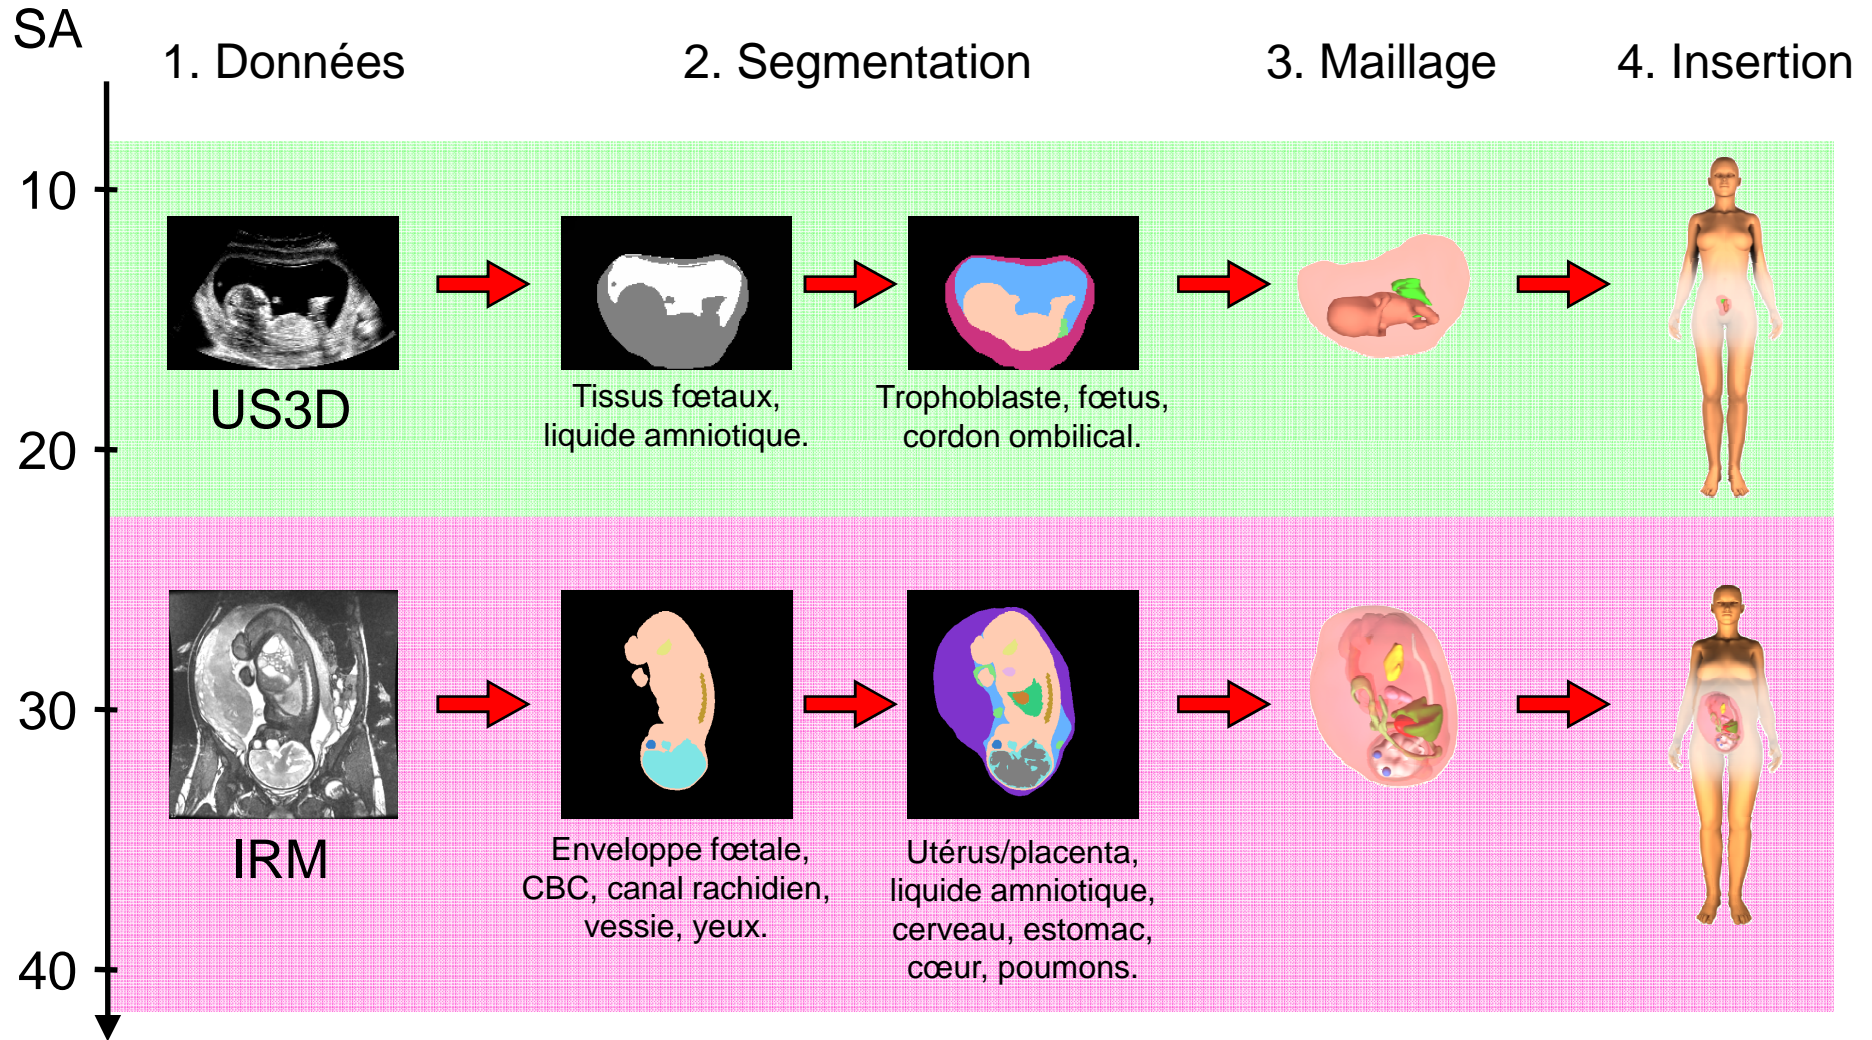 SA
1. Données
2. Segmentation
3. Maillage
4. Insertion
10
US3D
Tissus fœtaux,
liquide amniotique.
Trophoblaste, fœtus,
cordon ombilical.
20
30
IRM
Enveloppe fœtale,
CBC, canal rachidien,
vessie, yeux.
Utérus/placenta,
liquide amniotique,
cerveau, estomac,
cœur, poumons.
40